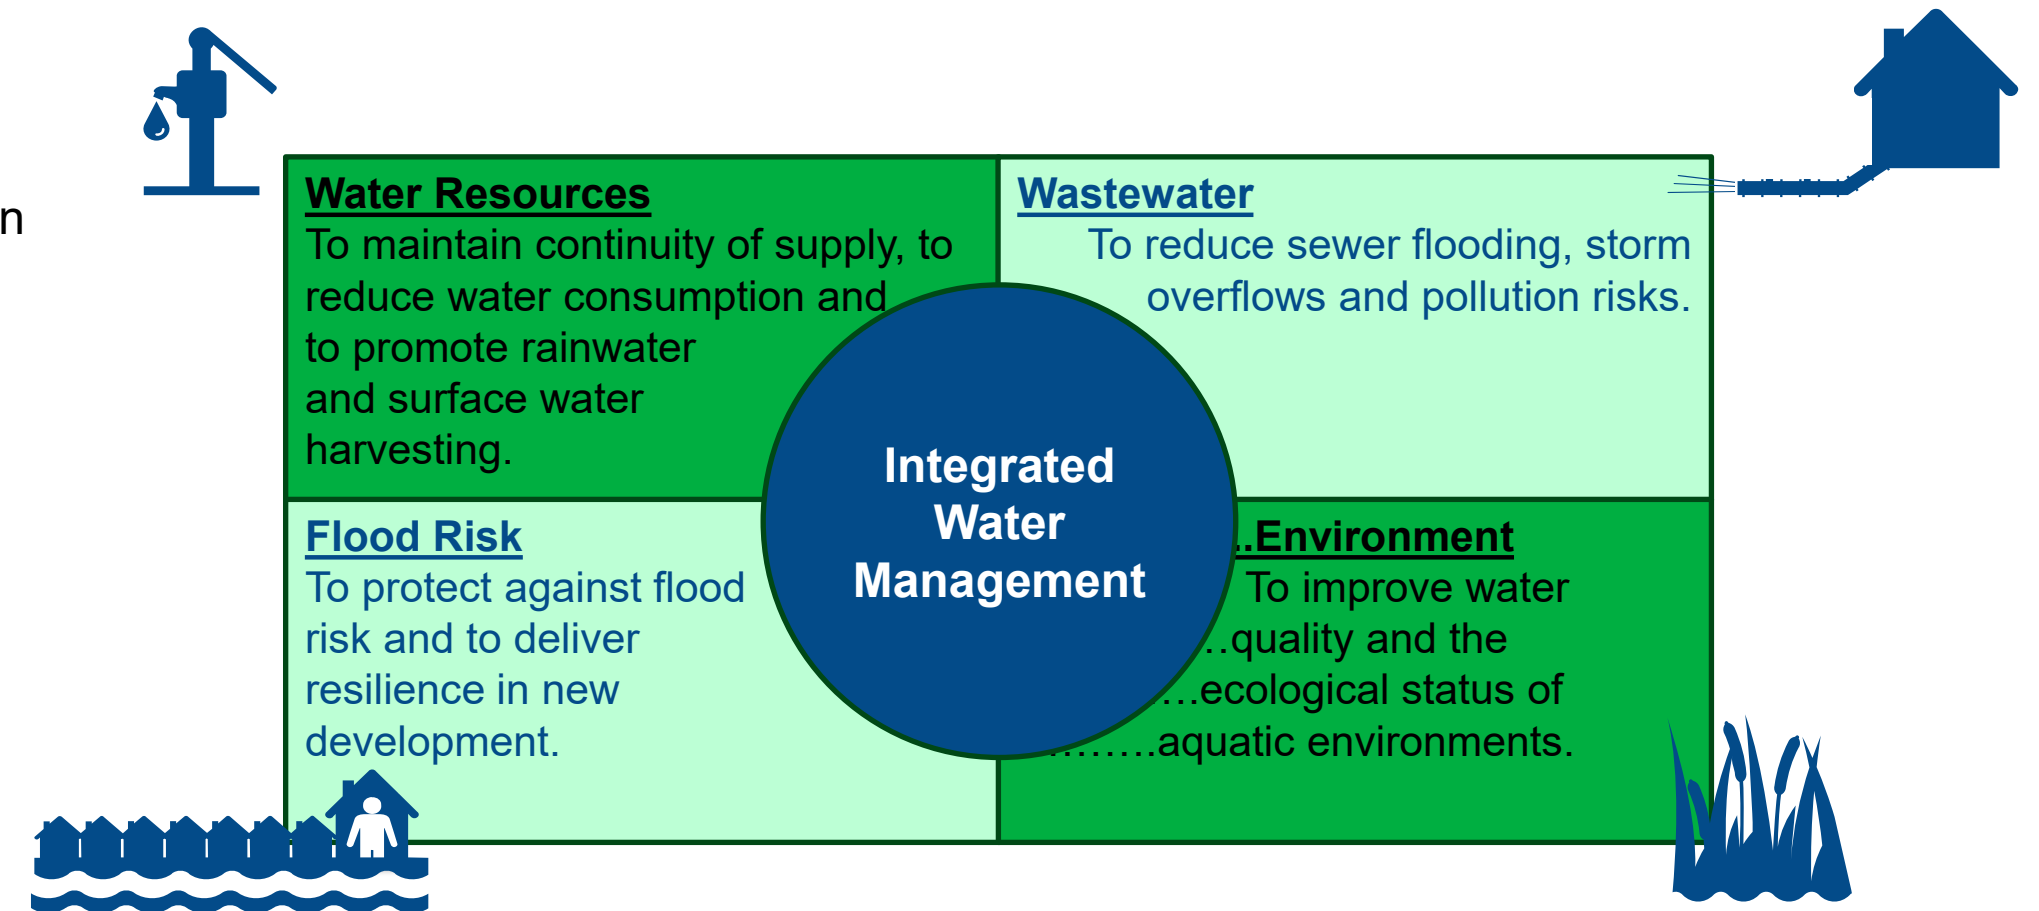 n
Water Resources
To maintain continuity of supply, to
reduce water consumption and
to promote rainwater
and surface water
harvesting.
Wastewater
To reduce sewer flooding, storm
overflows and pollution risks.
Integrated
Water
Management
Flood Risk
To protect against flood
risk and to deliver
resilience in new
development.
..Environment
To improve water
..quality and the
....ecological status of
........aquatic environments.